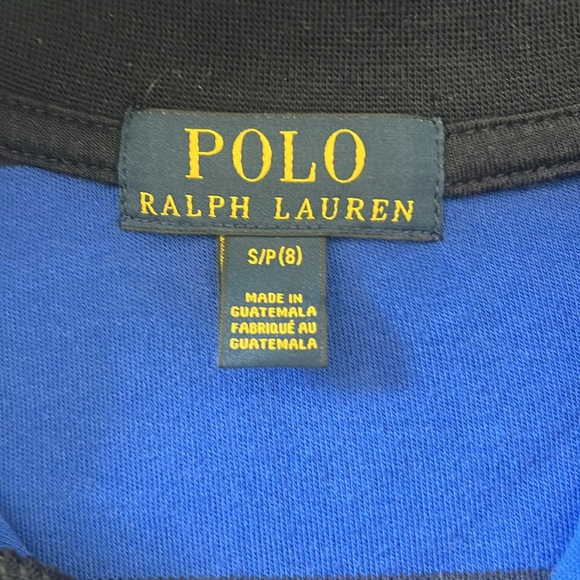 POLO
RALPH LAUREN
S/P(8)
MADE IN
GUATEMALA
FABRIQUÉ AU
GUATEMALA